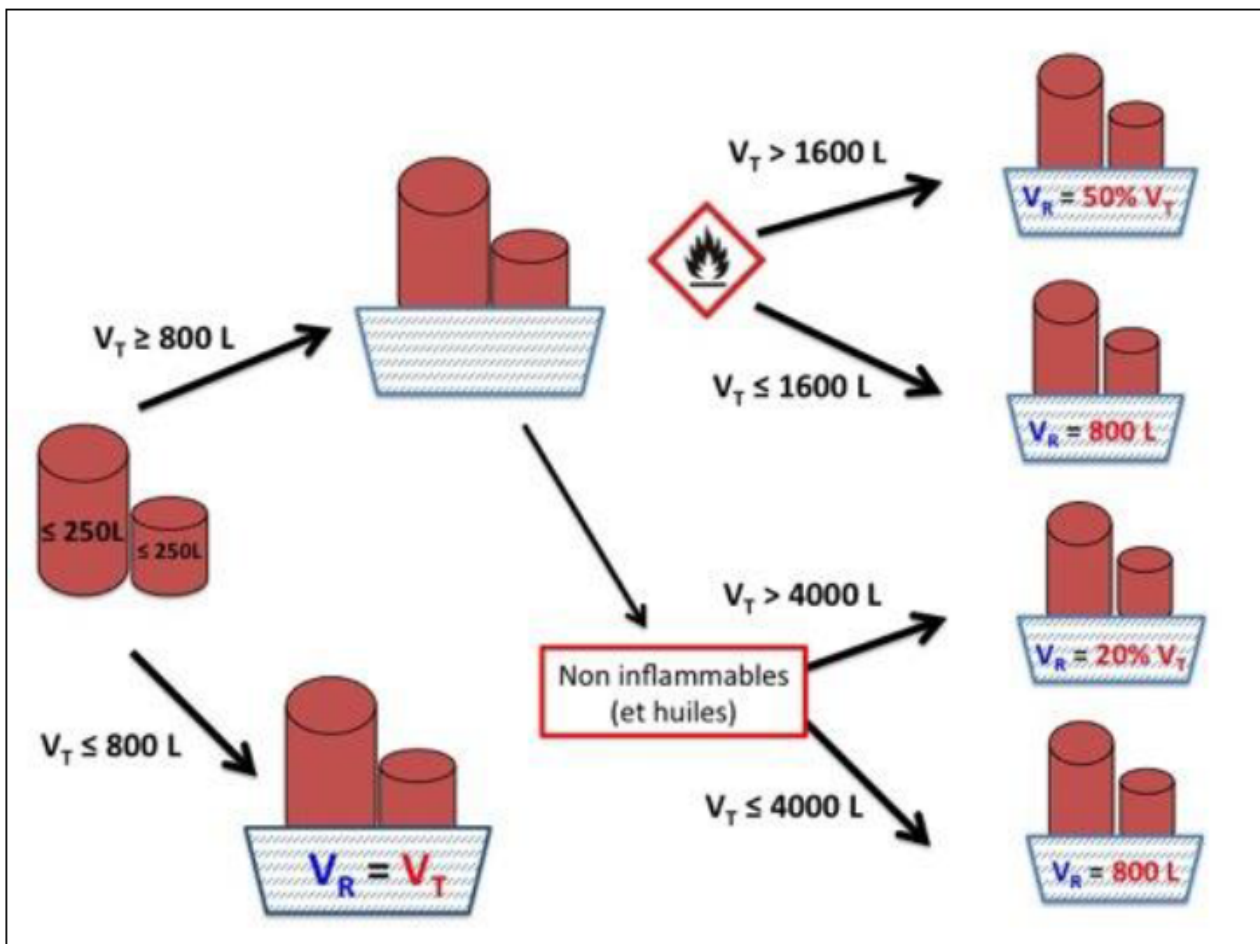 V_T > 1600 L
V_R = 50% V_T
V_T ≥ 800 L
V_T ≤ 1600 L
V_R = 800 L
≤ 250L
≤ 250L
V_T > 4000 L
V_R = 20% V_T
Non inflammables
(et huiles)
V_T ≤ 800 L
V_T ≤ 4000 L
V_R = V_T
V_R = 800 L